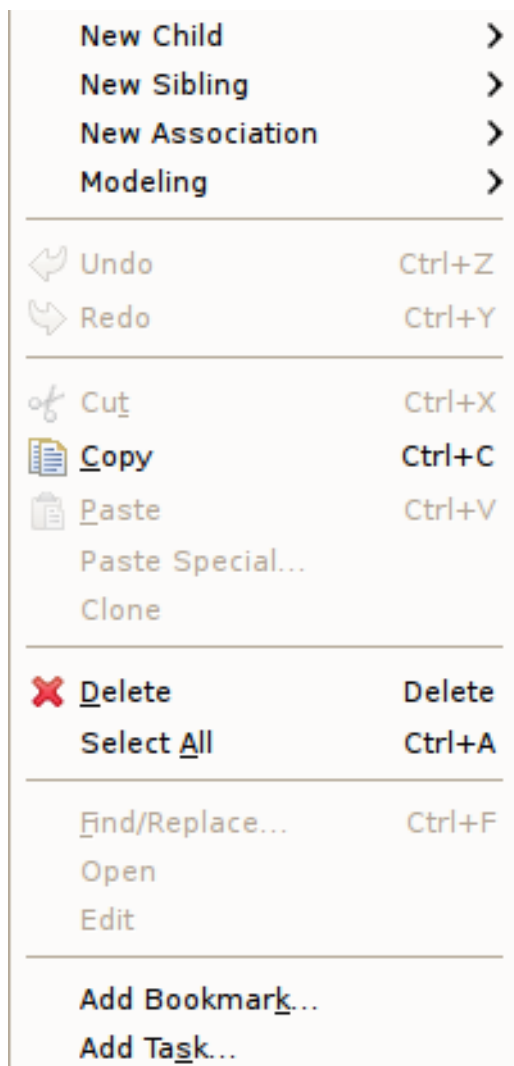 New Child
New Sibling
New Association
Modeling
Undo Ctrl+Z
Redo Ctrl+Y
Cut Ctrl+X
Copy Ctrl+C
Paste Ctrl+V
Paste Special...
Clone
Delete Delete
Select All Ctrl+A
Find/Replace... Ctrl+F
Open
Edit
Add Bookmark...
Add Task...